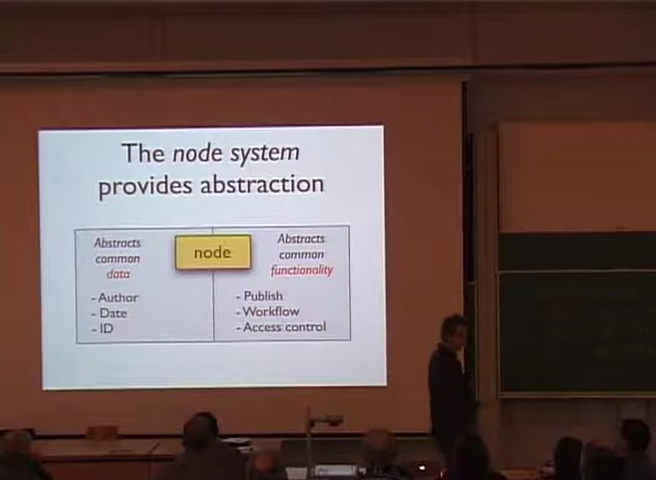 The node system
provides abstraction
Abstracts
common
data
- Author
- Date
- ID
node
Abstracts
common
functionality
- Publish
- Workflow
- Access control